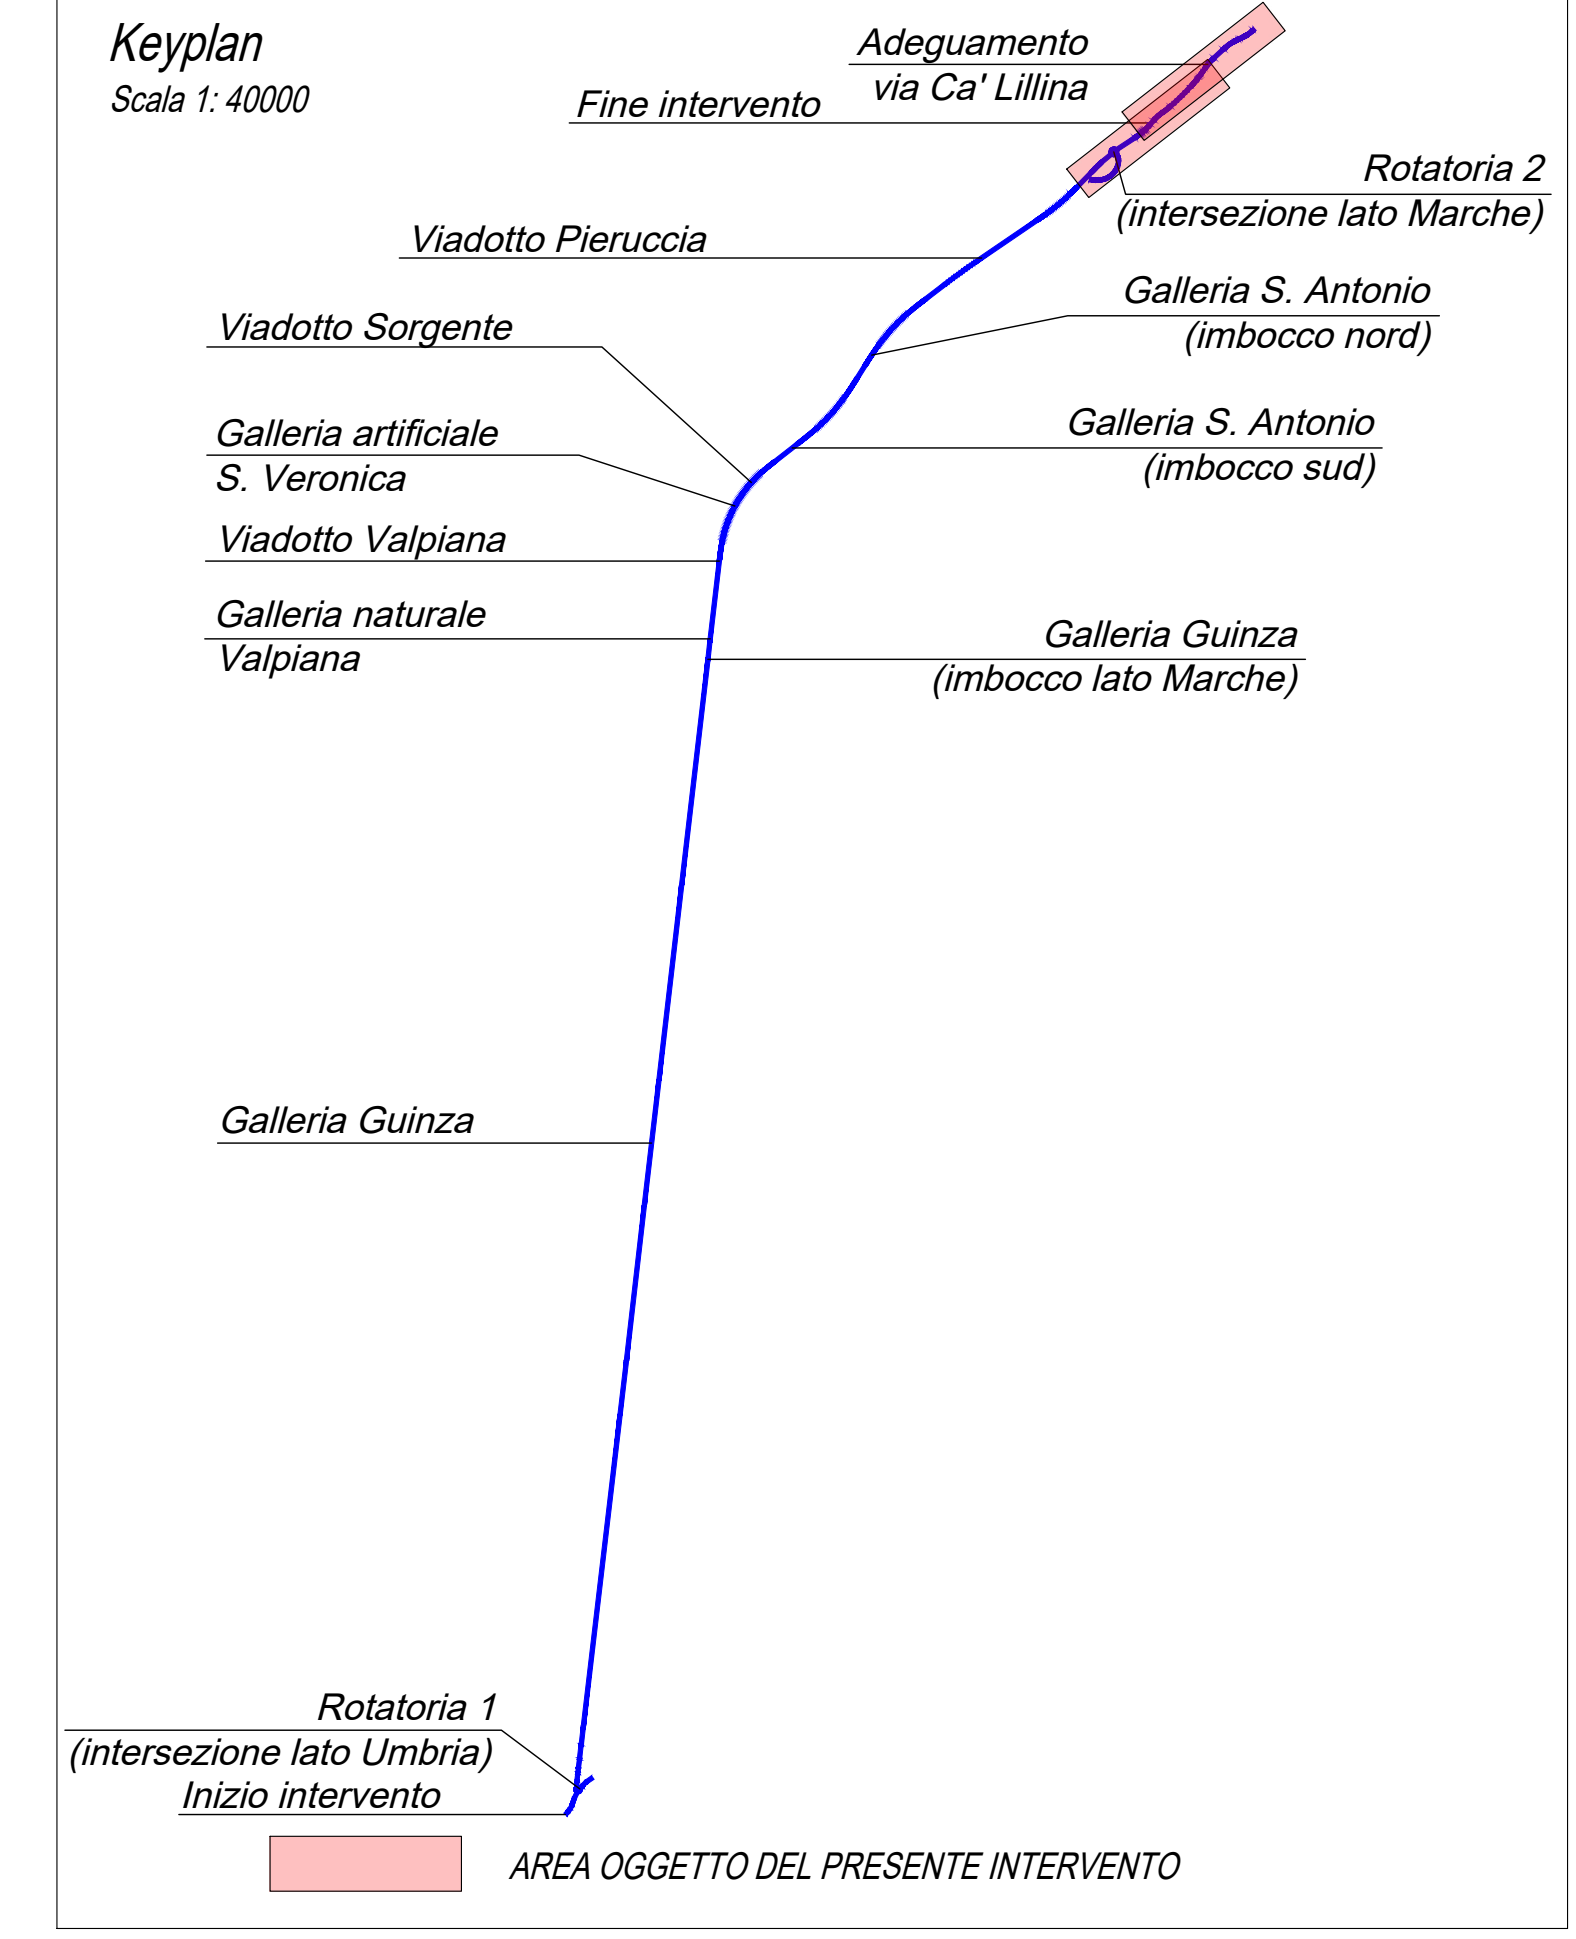 Keyplan
Scala 1: 40000
Adeguamento
via Ca' Lillina
Fine intervento
Rotatoria 2
(intersezione lato Marche)
Viadotto Pieruccia
Galleria S. Antonio
(imbocco nord)
Viadotto Sorgente
Galleria S. Antonio
(imbocco sud)
Galleria artificiale
S. Veronica
Viadotto Valpiana
Galleria naturale
Valpiana
Galleria Guinza
(imbocco lato Marche)
Galleria Guinza
Rotatoria 1
(intersezione lato Umbria)
Inizio intervento
AREA OGGETTO DEL PRESENTE INTERVENTO